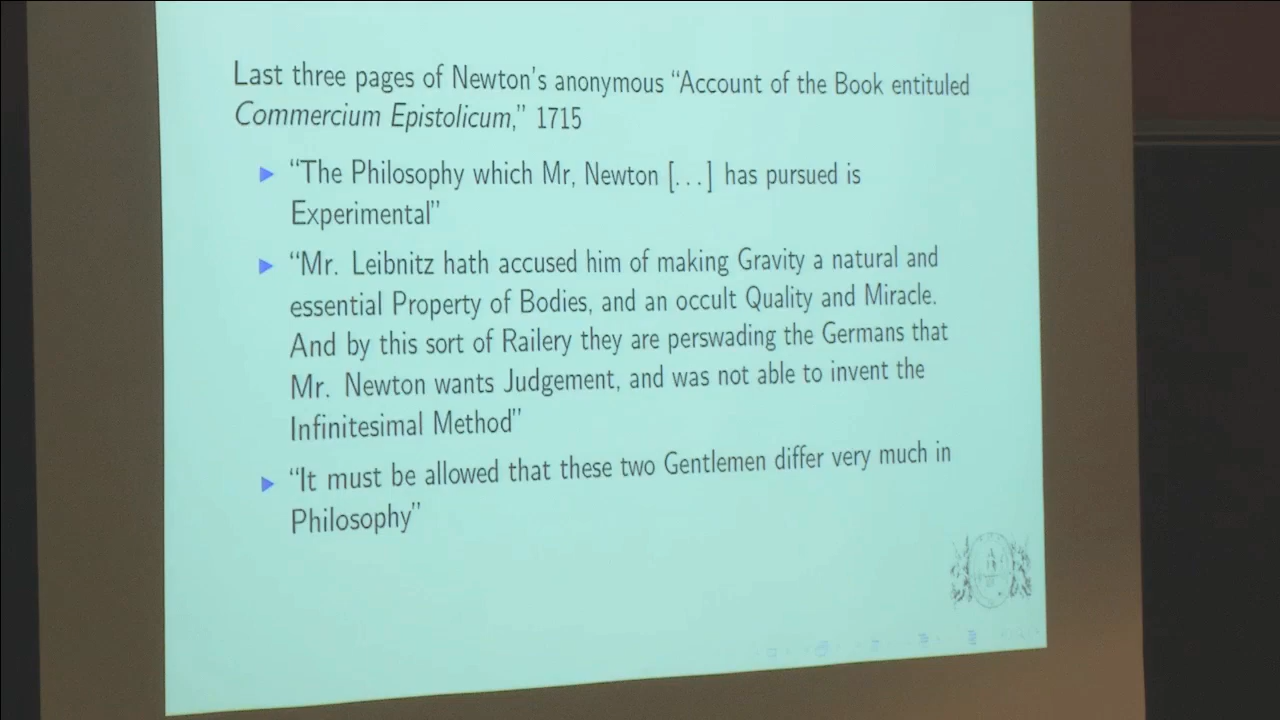 Last three pages of Newton's anonymous “Account of the Book entituled
Commercium Epistolicum,” 1715
“The Philosophy which Mr, Newton [...] has pursued is
Experimental”
“Mr. Leibnitz hath accused him of making Gravity a natural and
essential Property of Bodies, and an occult Quality and Miracle.
And by this sort of Railery they are perswading the Germans that
Mr. Newton wants Judgement, and was not able to invent the
Infinitesimal Method”
“It must be allowed that these two Gentlemen differ very much in
Philosophy”